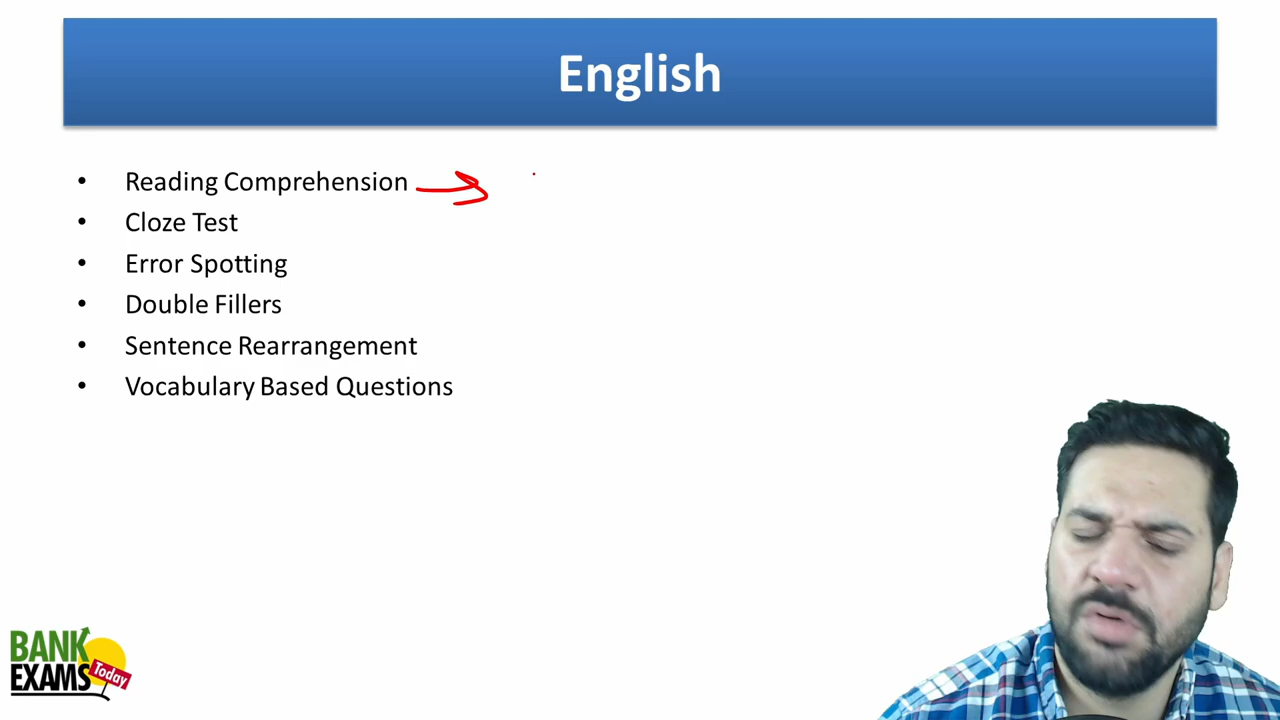 English
• Reading Comprehension
• Cloze Test
• Error Spotting
• Double Fillers
• Sentence Rearrangement
• Vocabulary Based Questions
BANK
EXAMS Today